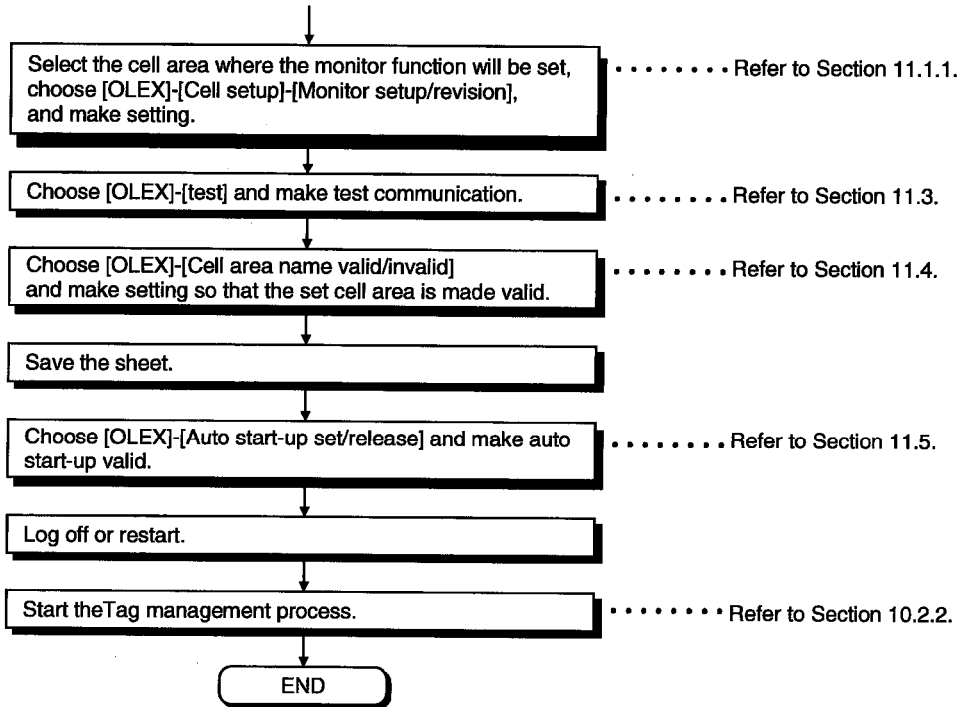 Select the cell area where the monitor function will be set,
choose [OLEX]-[Cell setup]-[Monitor setup/revision],
and make setting.
Refer to Section 11.1.1.
Choose [OLEX]-[test] and make test communication.
Refer to Section 11.3.
Choose [OLEX]-[Cell area name valid/invalid]
and make setting so that the set cell area is made valid.
Refer to Section 11.4.
Save the sheet.
Choose [OLEX]-[Auto start-up set/release] and make auto
start-up valid.
Refer to Section 11.5.
Log off or restart.
Start theTag management process.
Refer to Section 10.2.2.
END